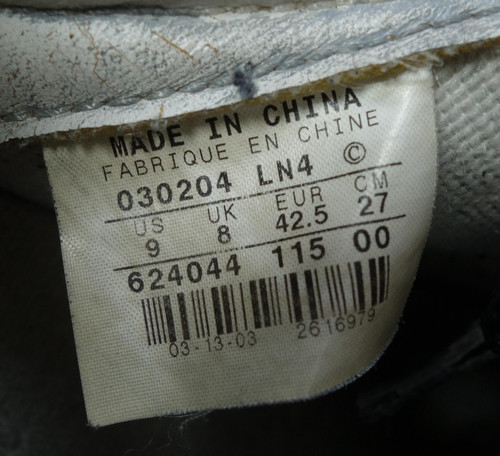 MADE IN CHINA
FABRIQUE EN CHINE
030204 LN4 ©
US UK EUR CM
9 8 42.5 27
624044 115 00
03-13-03 2616979